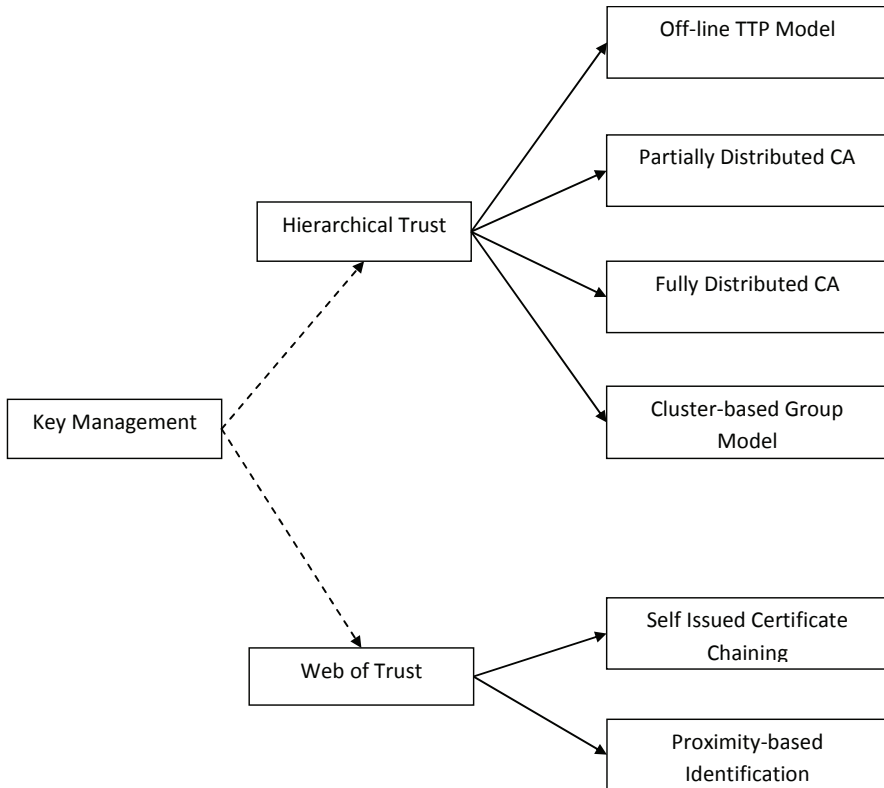 Off-line TTP Model
Partially Distributed CA
Hierarchical Trust
Fully Distributed CA
Key Management
Cluster-based Group
Model
Self Issued Certificate
Chaining
Web of Trust
Proximity-based
Identification